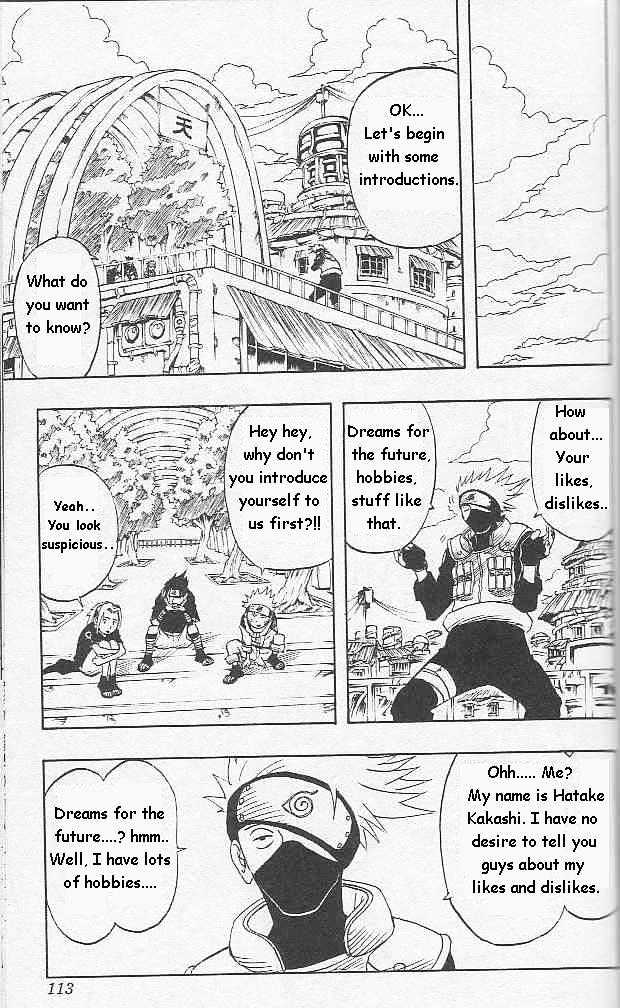 OK...
Let's begin
with some
introductions.
天
What do
you want
to know?
How
about...
Your
likes,
dislikes..
Dreams for
the future,
hobbies,
stuff like
that.
Hey hey,
why don't
you introduce
yourself to
us first?!!
Yeah..
You look
suspicious..
Ohh..... Me?
My name is Hatake
Kakashi. I have no
desire to tell you
guys about my
likes and dislikes.
Dreams for the
future....? hmm..
Well, I have lots
of hobbies....
113